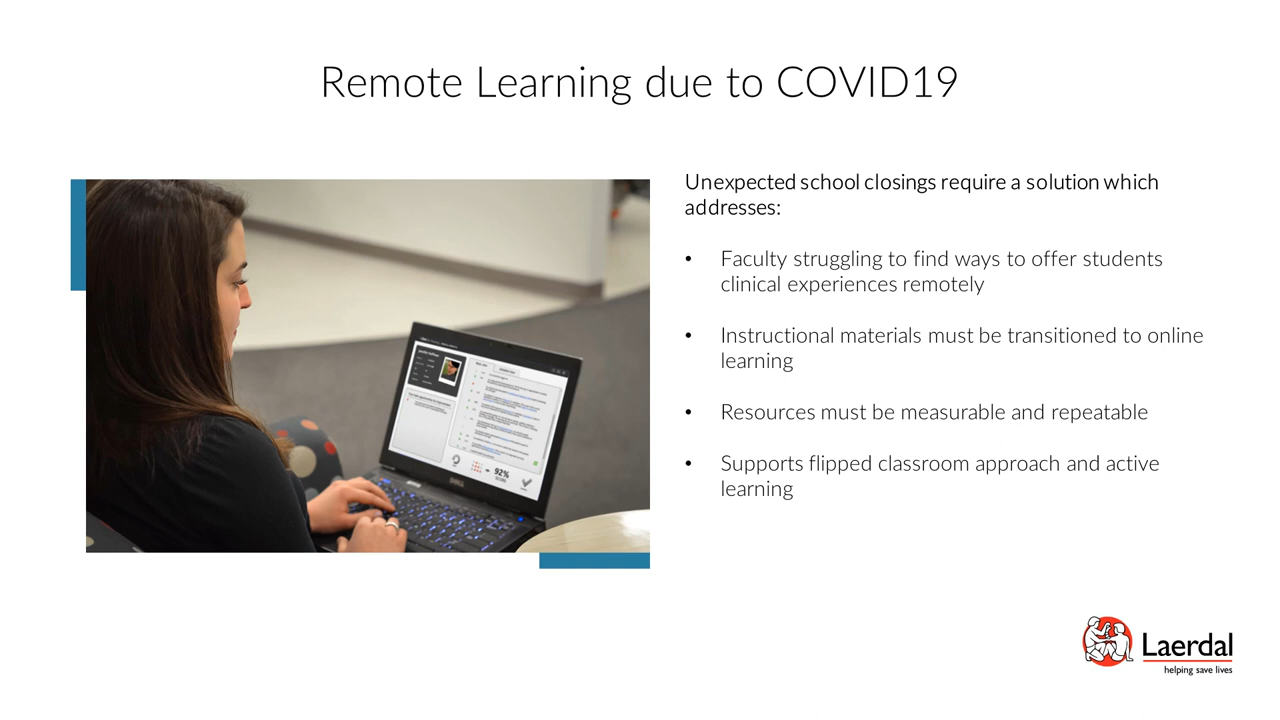 Remote Learning due to COVID19
Unexpected school closings require a solution which
addresses:
• Faculty struggling to find ways to offer students
clinical experiences remotely
• Instructional materials must be transitioned to online
learning
• Resources must be measurable and repeatable
• Supports flipped classroom approach and active
learning
92%
DELL
Laerdal
helping save lives